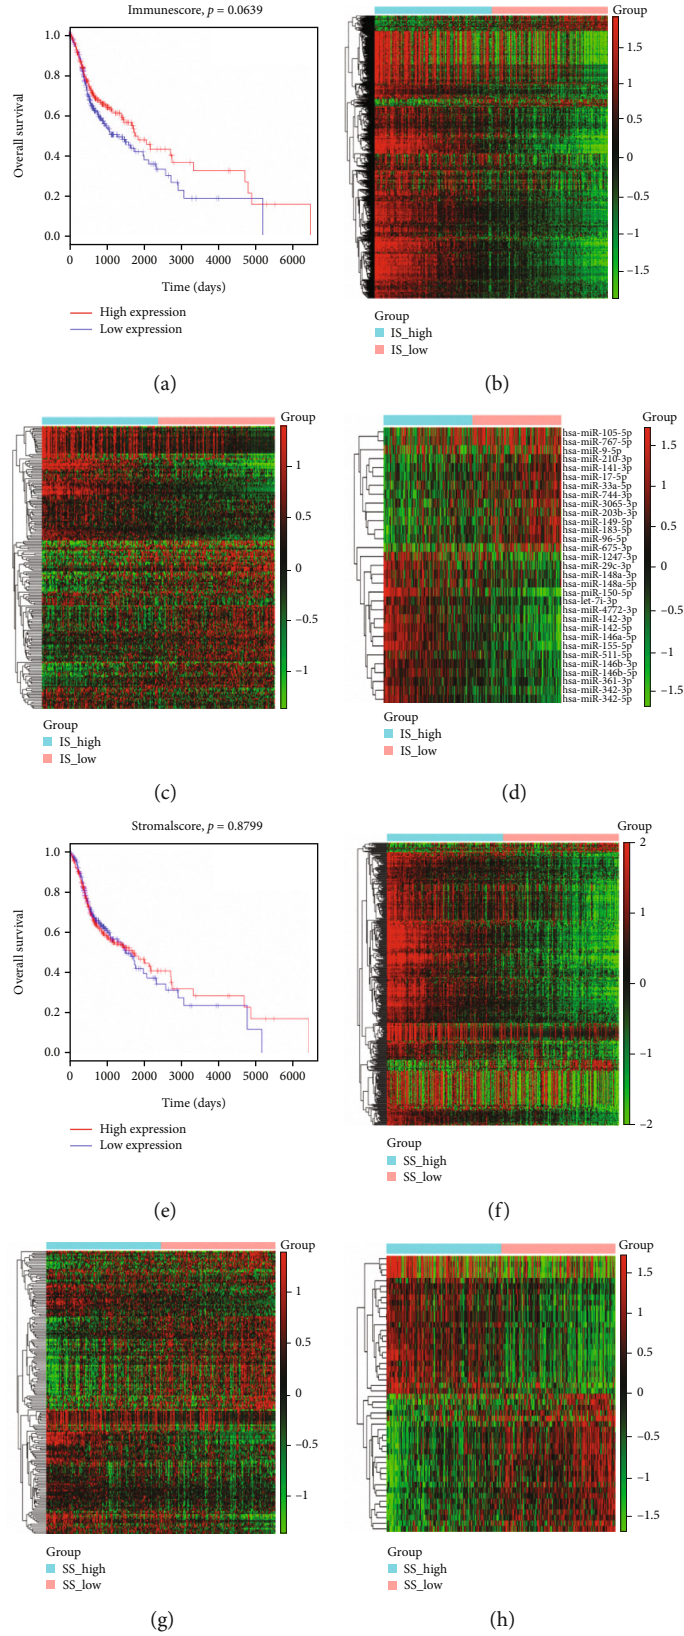 Immunescore, p = 0.0639
Overall survival
1.0
0.8
0.6
0.4
0.2
0.0
0 1000 2000 3000 4000 5000 6000
Time (days)
High expression
Low expression
(a)
1.5
1
0.5
0
−0.5
−1
−1.5
Group
IS_high
IS_low
(b)
Group
1
0.5
0
−0.5
−1
Group
IS_high
IS_low
(c)
hsa-miR-105-5p
hsa-miR-767-5p
hsa-miR-9-5p
hsa-miR-210-3p
hsa-miR-141-3p
hsa-miR-17-5p
hsa-miR-33a-5p
hsa-miR-744-3p
hsa-miR-3065-3p
hsa-miR-203b-3p
hsa-miR-149-5p
hsa-miR-183-5p
hsa-miR-96-5p
hsa-miR-675-3p
hsa-miR-1247-3p
hsa-miR-29c-3p
hsa-miR-148a-3p
hsa-miR-148a-5p
hsa-miR-150-5p
hsa-let-7i-3p
hsa-miR-4772-3p
hsa-miR-142-3p
hsa-miR-142-5p
hsa-miR-146a-5p
hsa-miR-155-5p
hsa-miR-511-5p
hsa-miR-146b-3p
hsa-miR-146b-5p
hsa-miR-361-3p
hsa-miR-342-3p
hsa-miR-342-5p
Group
1.5
1
0.5
0
−0.5
−1
−1.5
Group
IS_high
IS_low
(d)
Stromalscore, p = 0.8799
Overall survival
1.0
0.8
0.6
0.4
0.2
0.0
0 1000 2000 3000 4000 5000 6000
Time (days)
High expression
Low expression
(e)
Group
2
1
0
−1
−2
Group
SS_high
SS_low
(f)
Group
1
0.5
0
−0.5
−1
Group
SS_high
SS_low
(g)
Group
1.5
1
0.5
0
−0.5
−1
−1.5
Group
SS_high
SS_low
(h)